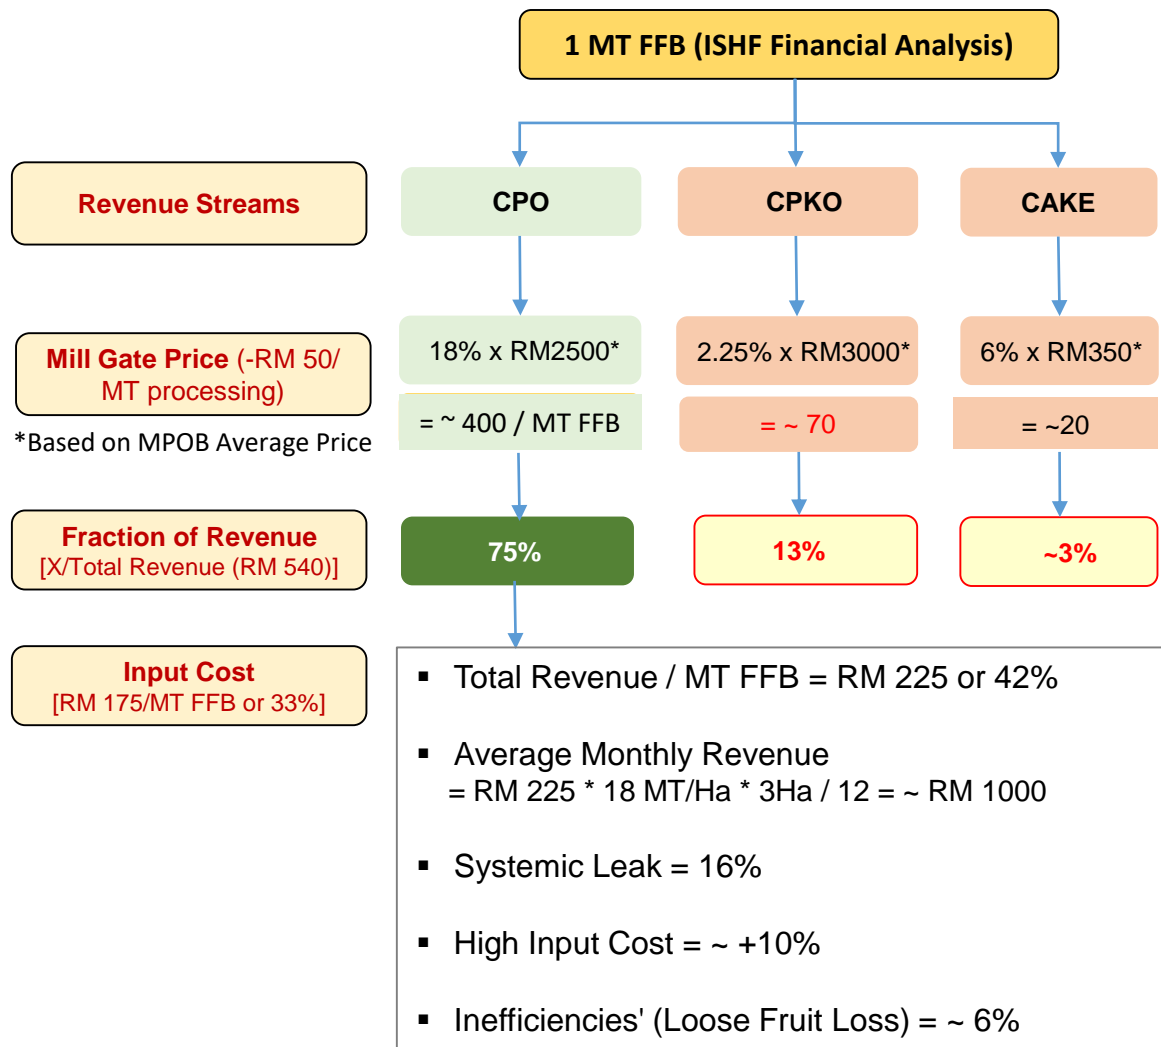 1 MT FFB (ISHF Financial Analysis)
Revenue Streams
CPO
CPKO
CAKE
Mill Gate Price (-RM 50/
MT processing)
*Based on MPOB Average Price
18% x RM2500*
2.25% x RM3000*
6% x RM350*
= ~ 400 / MT FFB
= ~ 70
= ~20
Fraction of Revenue
[X/Total Revenue (RM 540)]
75%
13%
~3%
Input Cost
[RM 175/MT FFB or 33%]
▪ Total Revenue / MT FFB = RM 225 or 42%
▪ Average Monthly Revenue
= RM 225 * 18 MT/Ha * 3Ha / 12 = ~ RM 1000
▪ Systemic Leak = 16%
▪ High Input Cost = ~ +10%
▪ Inefficiencies' (Loose Fruit Loss) = ~ 6%